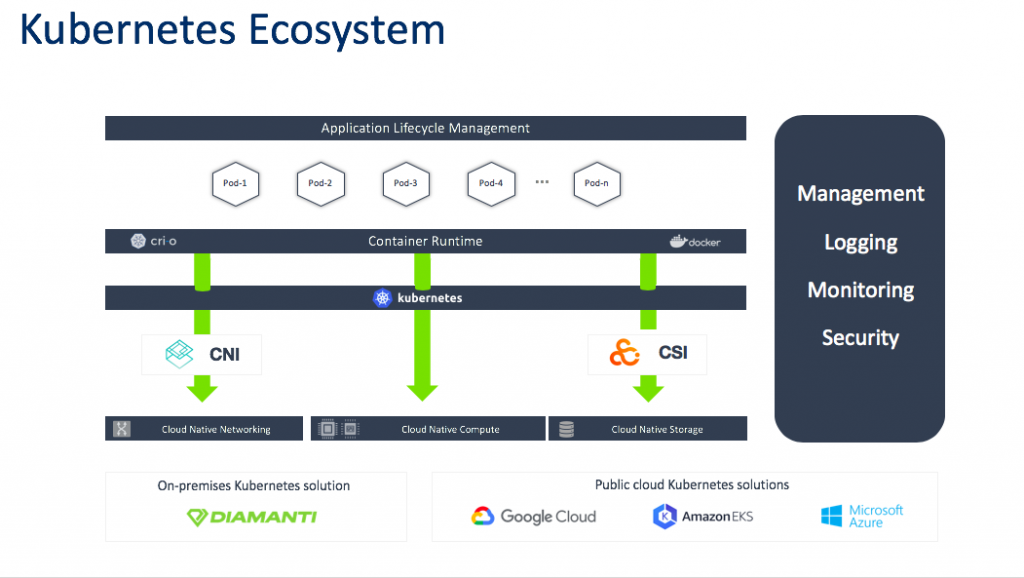 Kubernetes Ecosystem
Application Lifecycle Management
Pod-1
Pod-2
Pod-3
Pod-4
...
Pod-n
cri-o
Container Runtime
docker
kubernetes
CNI
CSI
Cloud Native Networking
Cloud Native Compute
Cloud Native Storage
Management
Logging
Monitoring
Security
On-premises Kubernetes solution
DIAMANTI
Public cloud Kubernetes solutions
Google Cloud
Amazon EKS
Microsoft
Azure